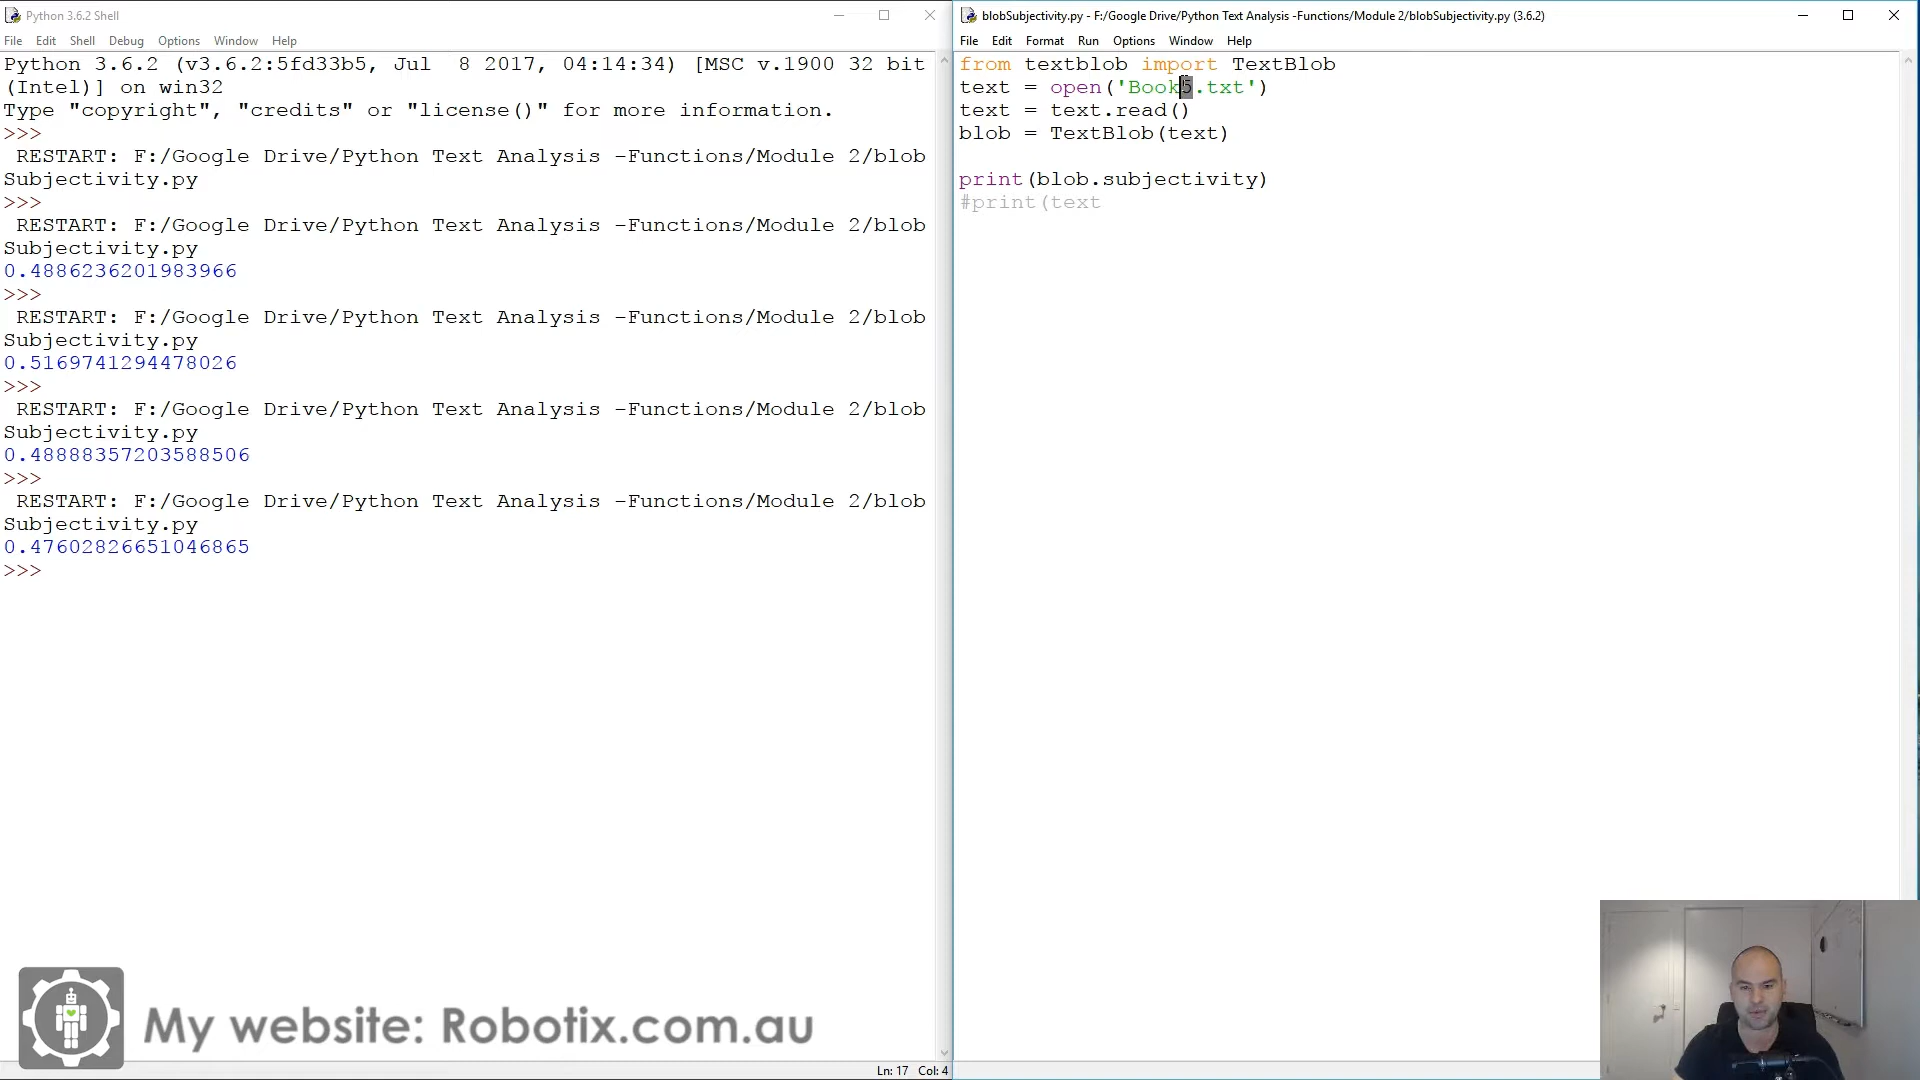 Python 3.6.2 Shell
File Edit Shell Debug Options Window Help
Python 3.6.2 (v3.6.2:5fd33b5, Jul  8 2017, 04:14:34) [MSC v.1900 32 bit
(Intel)] on win32
Type "copyright", "credits" or "license()" for more information.
>>>
 RESTART: F:/Google Drive/Python Text Analysis -Functions/Module 2/blob
Subjectivity.py
>>>
 RESTART: F:/Google Drive/Python Text Analysis -Functions/Module 2/blob
Subjectivity.py
0.4886236201983966
>>>
 RESTART: F:/Google Drive/Python Text Analysis -Functions/Module 2/blob
Subjectivity.py
0.5169741294478026
>>>
 RESTART: F:/Google Drive/Python Text Analysis -Functions/Module 2/blob
Subjectivity.py
0.48888357203588506
>>>
 RESTART: F:/Google Drive/Python Text Analysis -Functions/Module 2/blob
Subjectivity.py
0.47602826651046865
>>>
My website: Robotix.com.au
Ln: 17 Col: 4
blobSubjectivity.py - F:/Google Drive/Python Text Analysis -Functions/Module 2/blobSubjectivity.py (3.6.2)
File Edit Format Run Options Window Help
from textblob import TextBlob
text = open('Book5.txt')
text = text.read()
blob = TextBlob(text)
print(blob.subjectivity)
#print(text